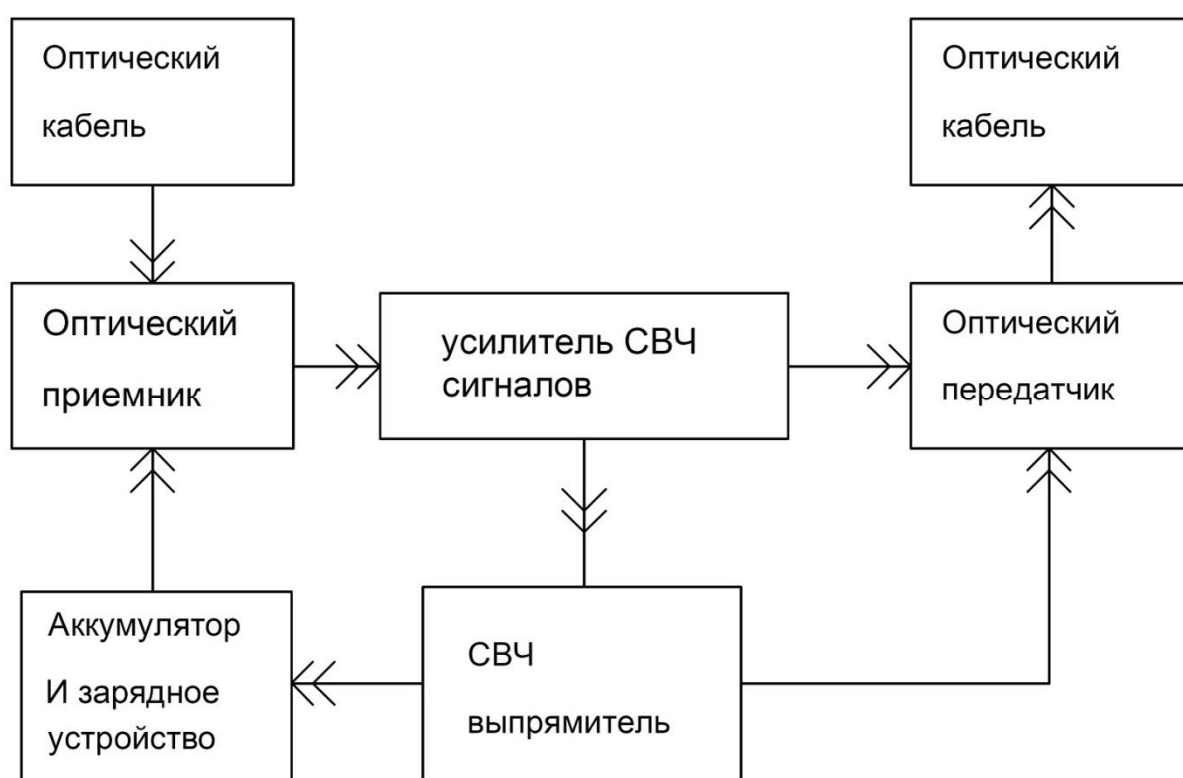 Оптический
кабель
Оптический
кабель
Оптический
приемник
усилитель СВЧ
сигналов
Оптический
передатчик
Аккумулятор
И зарядное
устройство
СВЧ
выпрямитель